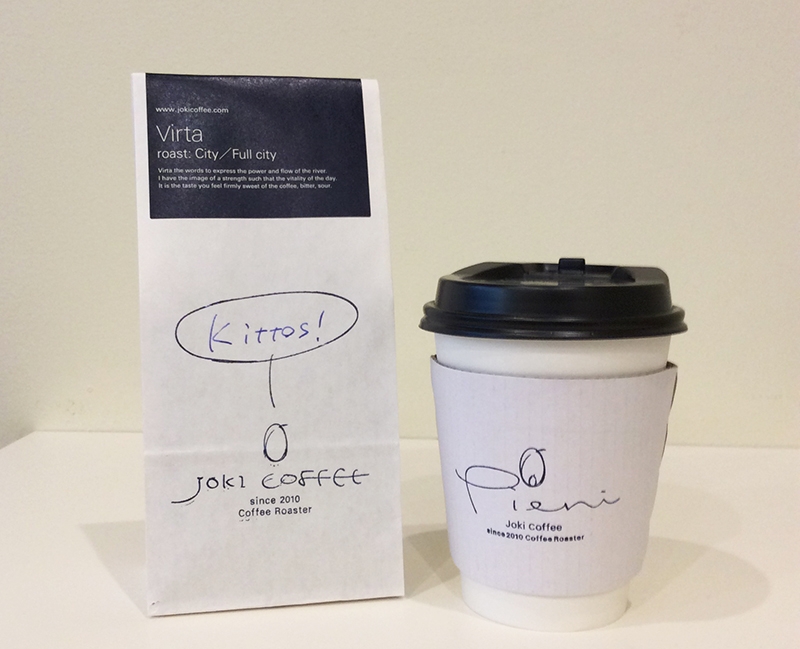 www.jokicoffee.com
Virta
roast: City／Full city
Virta the words to express the power and flow of the river.
I have the image of a strength such that the vitality of the day.
It is the taste you feel firmly sweet of the coffee, bitter, sour.
Kittos!
JOKI COFFEE
since 2010
Coffee Roaster
Pieni
Joki Coffee
since2010 Coffee Roaster